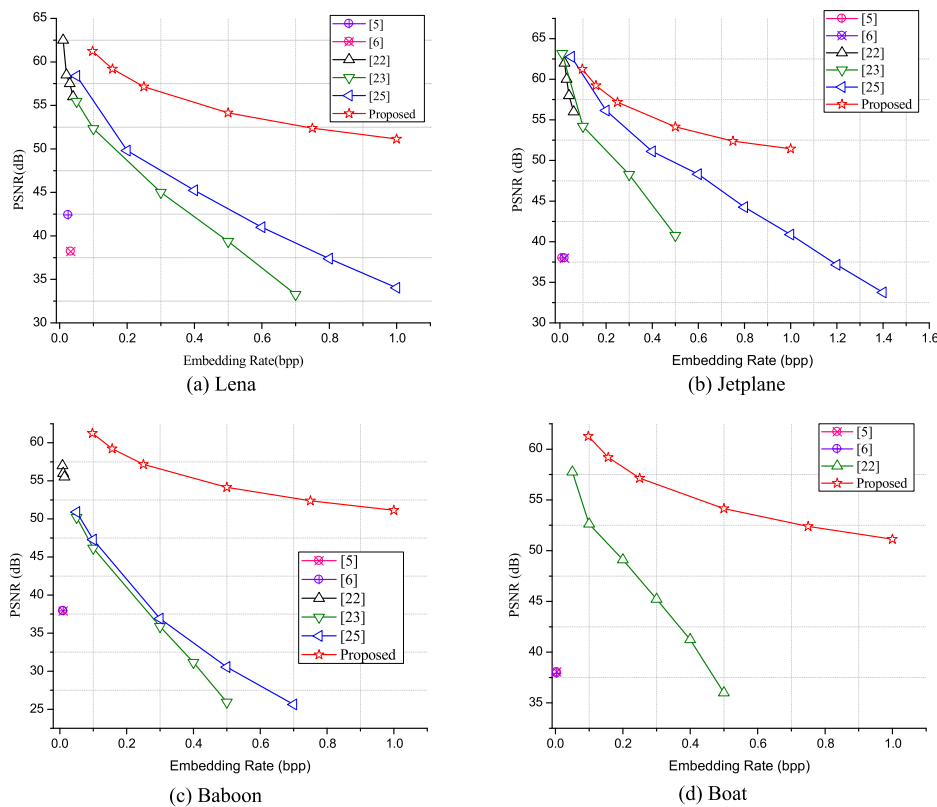 65
60
55
50
45
40
35
30
PSNR(dB)
0.0 0.2 0.4 0.6 0.8 1.0
Embedding Rate(bpp)
[5]
[6]
[22]
[23]
[25]
Proposed
(a) Lena
65
60
55
50
45
40
35
30
PSNR (dB)
0.0 0.2 0.4 0.6 0.8 1.0 1.2 1.4 1.6
Embedding Rate (bpp)
[5]
[6]
[22]
[23]
[25]
Proposed
(b) Jetplane
60
55
50
45
40
35
30
25
PSNR (dB)
0.0 0.2 0.4 0.6 0.8 1.0
Embedding Rate (bpp)
[5]
[6]
[22]
[23]
[25]
Proposed
(c) Baboon
60
55
50
45
40
35
PSNR (dB)
0.0 0.2 0.4 0.6 0.8 1.0
Embedding Rate (bpp)
[5]
[6]
[22]
Proposed
(d) Boat